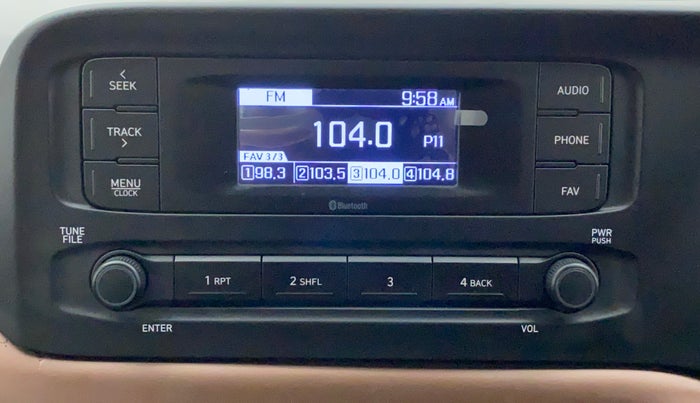 < SEEK
TRACK >
MENU
CLOCK
FM 9:58 AM
104.0 P11
FAV 3/3
1 98.3 2 103.5 3 104.0 4 104.8
Bluetooth
AUDIO
PHONE
FAV
TUNE
FILE
PWR
PUSH
1 RPT 2 SHFL 3 4 BACK
ENTER VOL